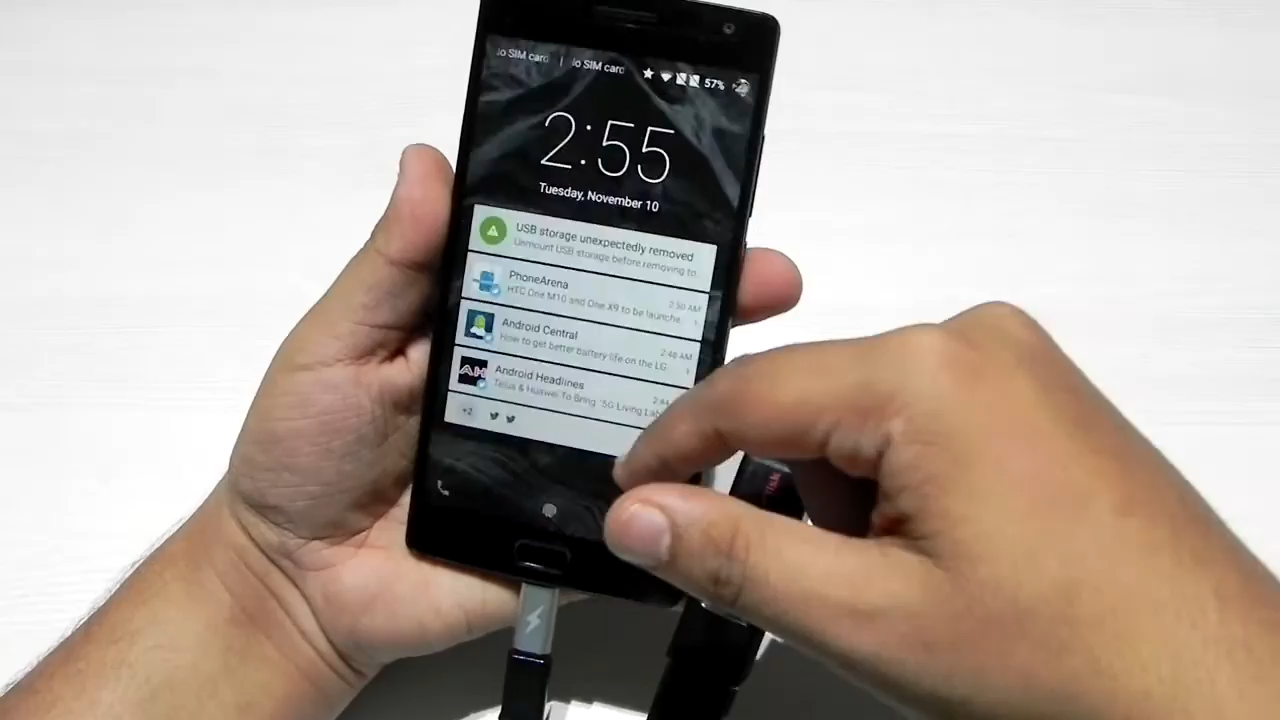 lo SIM card | lo SIM card 57%
2:55
Tuesday, November 10
USB storage unexpectedly removed
Unmount USB storage before removing to
PhoneArena 2:50 AM
HTC One M10 and One X9 to be launche
Android Central 2:48 AM
How to get better battery life on the LG
Android Headlines 2:44
Telus & Huawei To Bring '5G Living Lab
+2